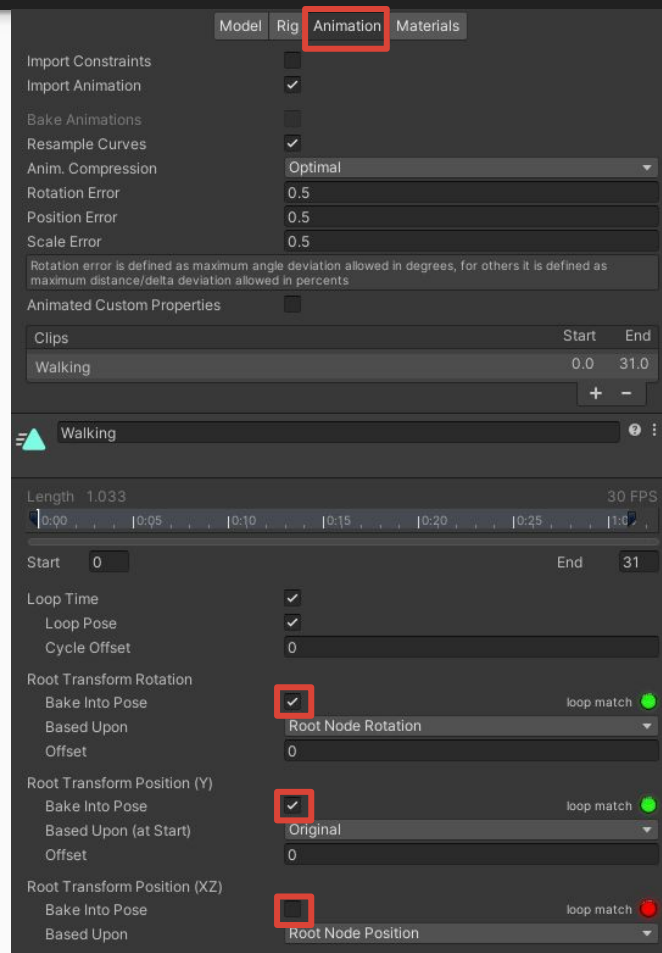 Model Rig Animation Materials
Import Constraints
Import Animation
Bake Animations
Resample Curves
Anim. Compression Optimal
Rotation Error 0.5
Position Error 0.5
Scale Error 0.5
Rotation error is defined as maximum angle deviation allowed in degrees, for others it is defined as
maximum distance/delta deviation allowed in percents
Animated Custom Properties
Clips Start End
Walking 0.0 31.0
+ −
Walking
Length 1.033 30 FPS
0:00 0:05 0:10 0:15 0:20 0:25
Start 0 End 31
Loop Time
Loop Pose
Cycle Offset 0
Root Transform Rotation
Bake Into Pose loop match
Based Upon Root Node Rotation
Offset 0
Root Transform Position (Y)
Bake Into Pose loop match
Based Upon (at Start) Original
Offset 0
Root Transform Position (XZ)
Bake Into Pose loop match
Based Upon Root Node Position